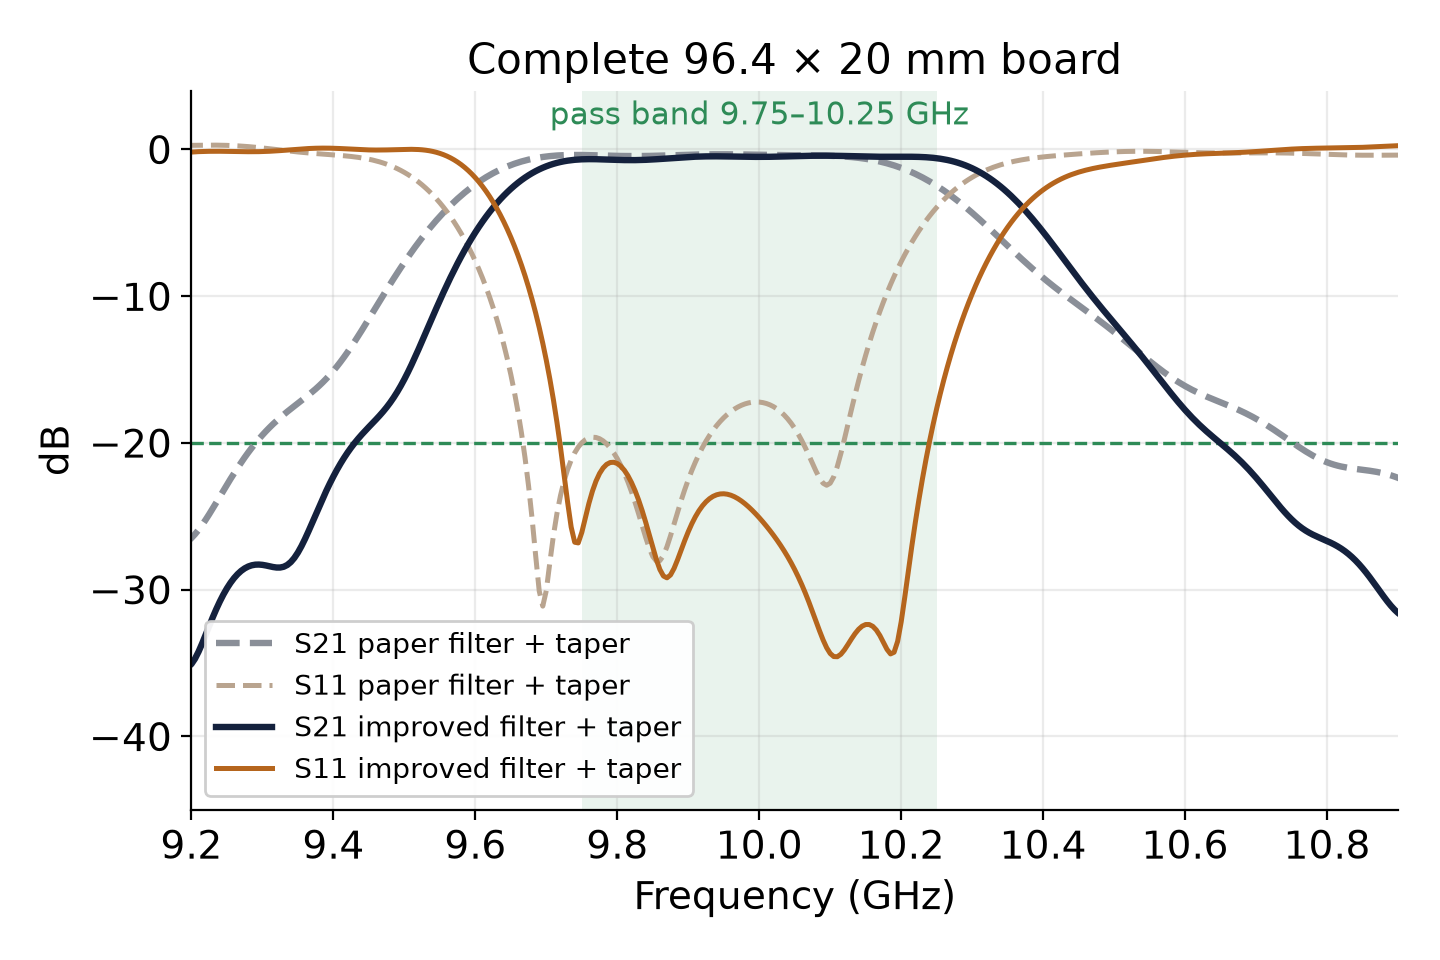 Complete 96.4 × 20 mm board
pass band 9.75–10.25 GHz
dB
0
−10
−20
−30
−40
S21 paper filter + taper
S11 paper filter + taper
S21 improved filter + taper
S11 improved filter + taper
9.2 9.4 9.6 9.8 10.0 10.2 10.4 10.6 10.8
Frequency (GHz)